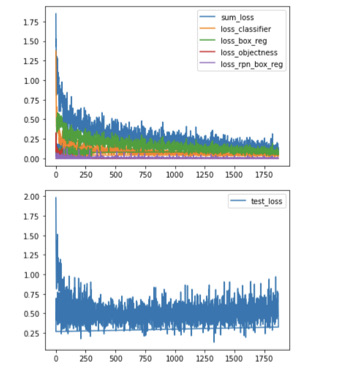 1.75
1.50
1.25
1.00
0.75
0.50
0.25
0.00
sum_loss
loss_classifier
loss_box_reg
loss_objectness
loss_rpn_box_reg
0 250 500 750 1000 1250 1500 1750
2.00
1.75
1.50
1.25
1.00
0.75
0.50
0.25
test_loss
0 250 500 750 1000 1250 1500 1750